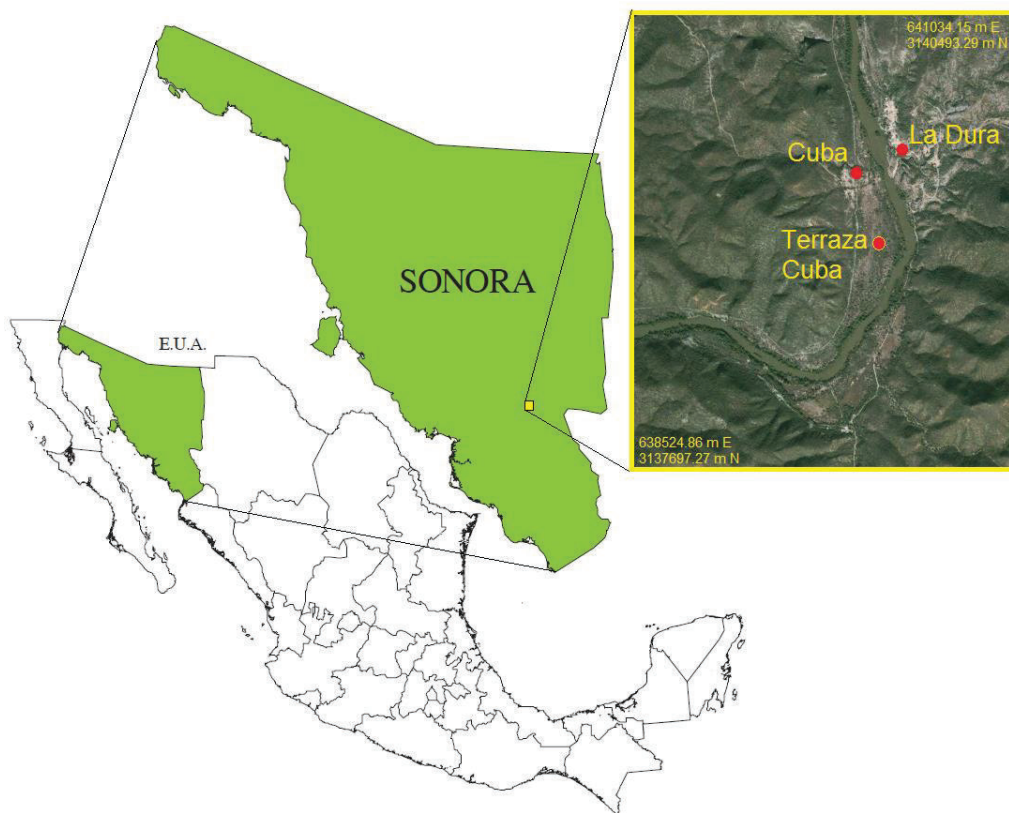 641034.15 m E
3140493.29 m N
La Dura
Cuba
Terraza
Cuba
SONORA
E.U.A.
638524.86 m E
3137697.27 m N